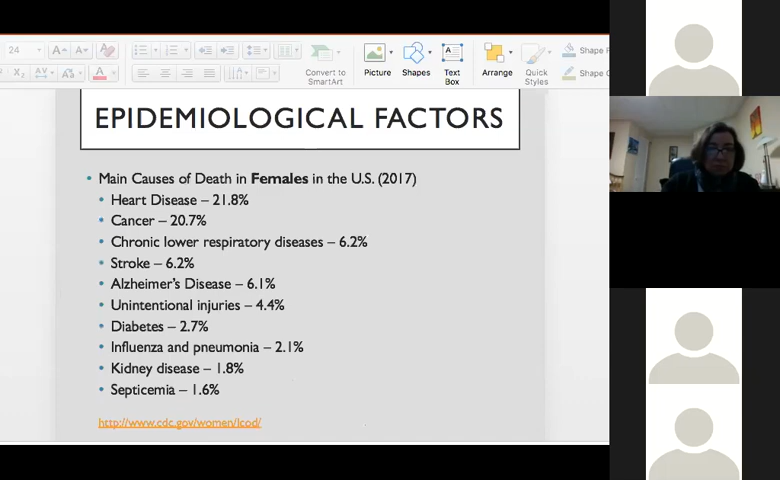 24
Convert to
SmartArt
Picture
Shapes
Text
Box
Arrange
Quick
Styles
Shape
Shape
EPIDEMIOLOGICAL FACTORS
• Main Causes of Death in Females in the U.S. (2017)
• Heart Disease – 21.8%
• Cancer – 20.7%
• Chronic lower respiratory diseases – 6.2%
• Stroke – 6.2%
• Alzheimer's Disease – 6.1%
• Unintentional injuries – 4.4%
• Diabetes – 2.7%
• Influenza and pneumonia – 2.1%
• Kidney disease – 1.8%
• Septicemia – 1.6%
http://www.cdc.gov/women/lcod/